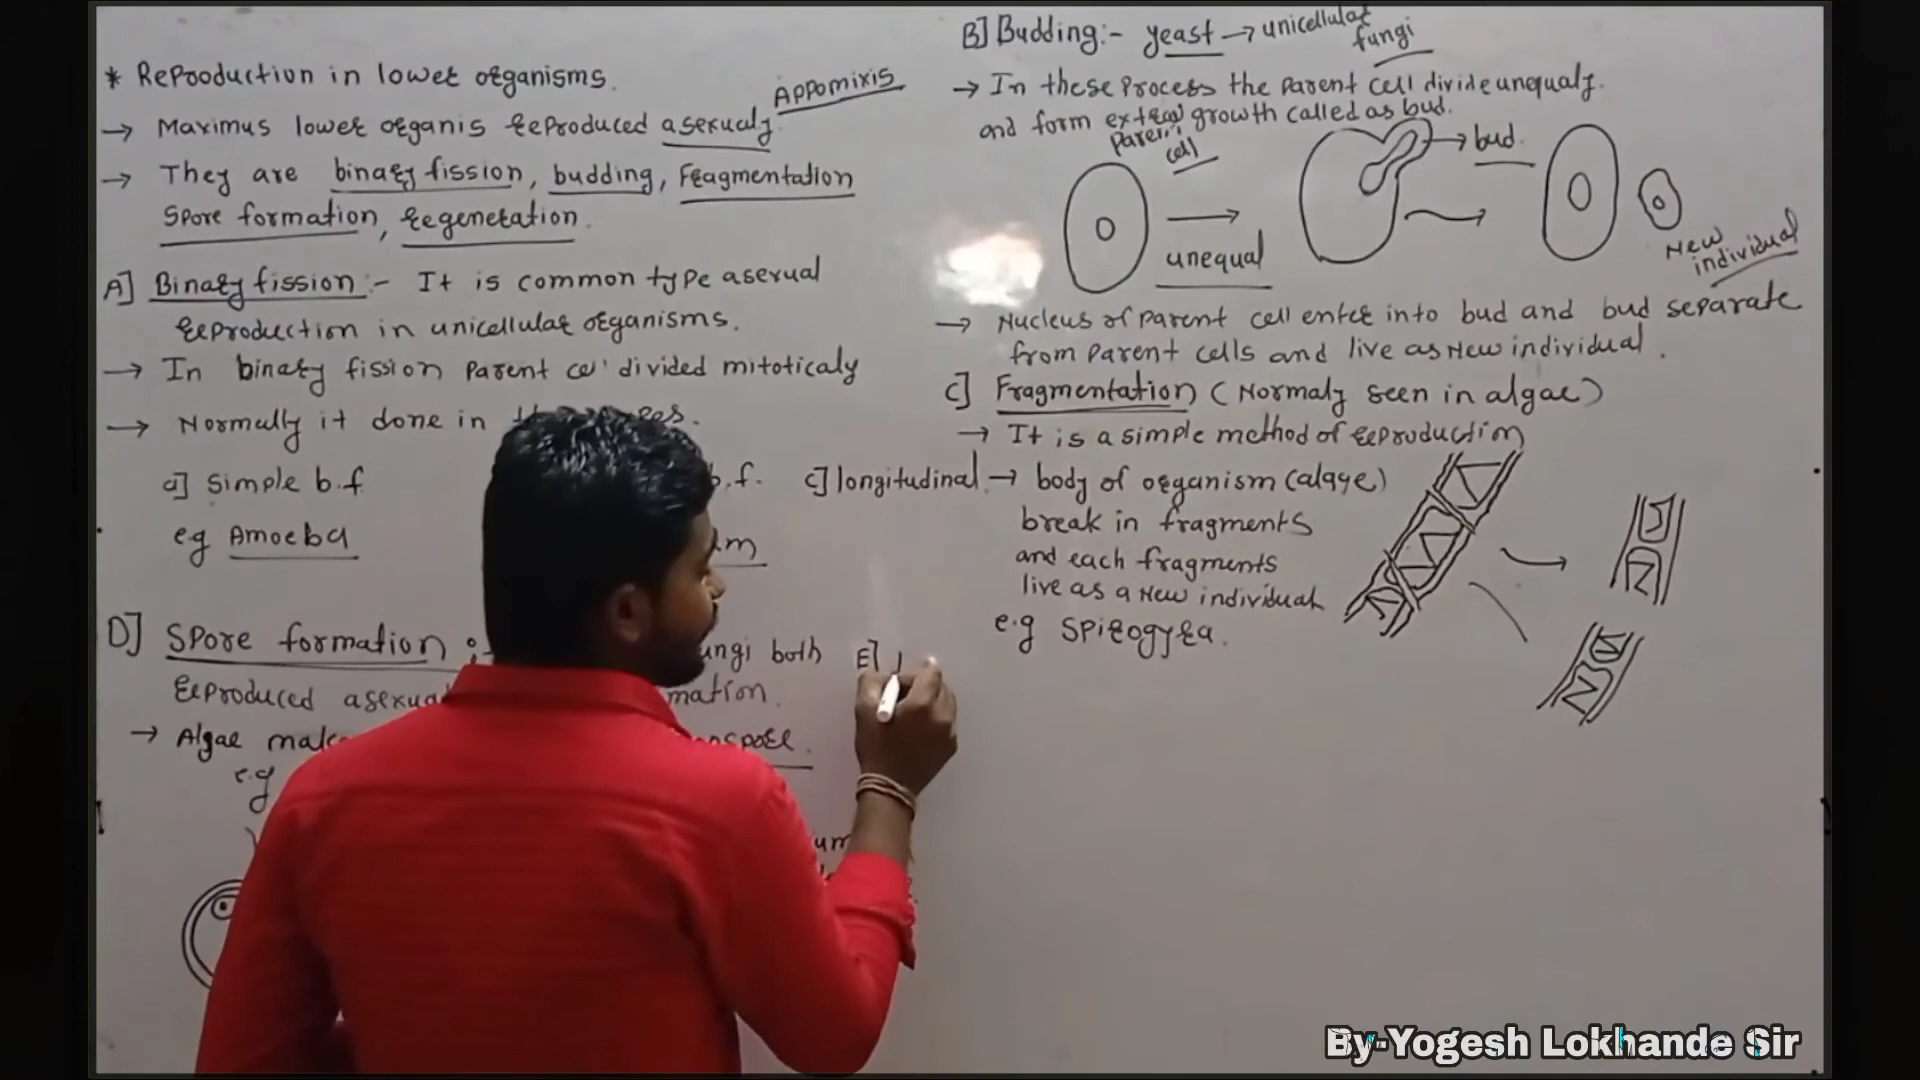 * Repooduction in lower organisms.
Appomixis
→ Maximus lower organis reproduced asexualy.
→ They are binary fission, budding, Fragmentation
Spore formation, regeneration.
A] Binary fission :- It is common type asexual
reproduction in unicellular organisms.
→ In binary fission Parent divided mitoticaly
→ Normally it done in
a] simple b.f b.f. c] longitudinal
eg Amoeba
D] Spore formation :- both
reproduced
→ Algae
e.g
E]
B] Budding:- yeast → unicellular
fungi
→ In these Process the Parent cell divide unequaly.
and form extra growth called as bud.
Parent
cell
bud.
unequal
New
individual
→ Nucleus of Parent cell enter into bud and bud separate
from Parent cells and live as New individual.
C] Fragmentation (Normaly seen in algae)
→ It is a simple method of reproduction
→ body of organism (algye)
break in fragments
and each fragments
live as a New individual
e.g Spirogyra.
By-Yogesh Lokhande Sir